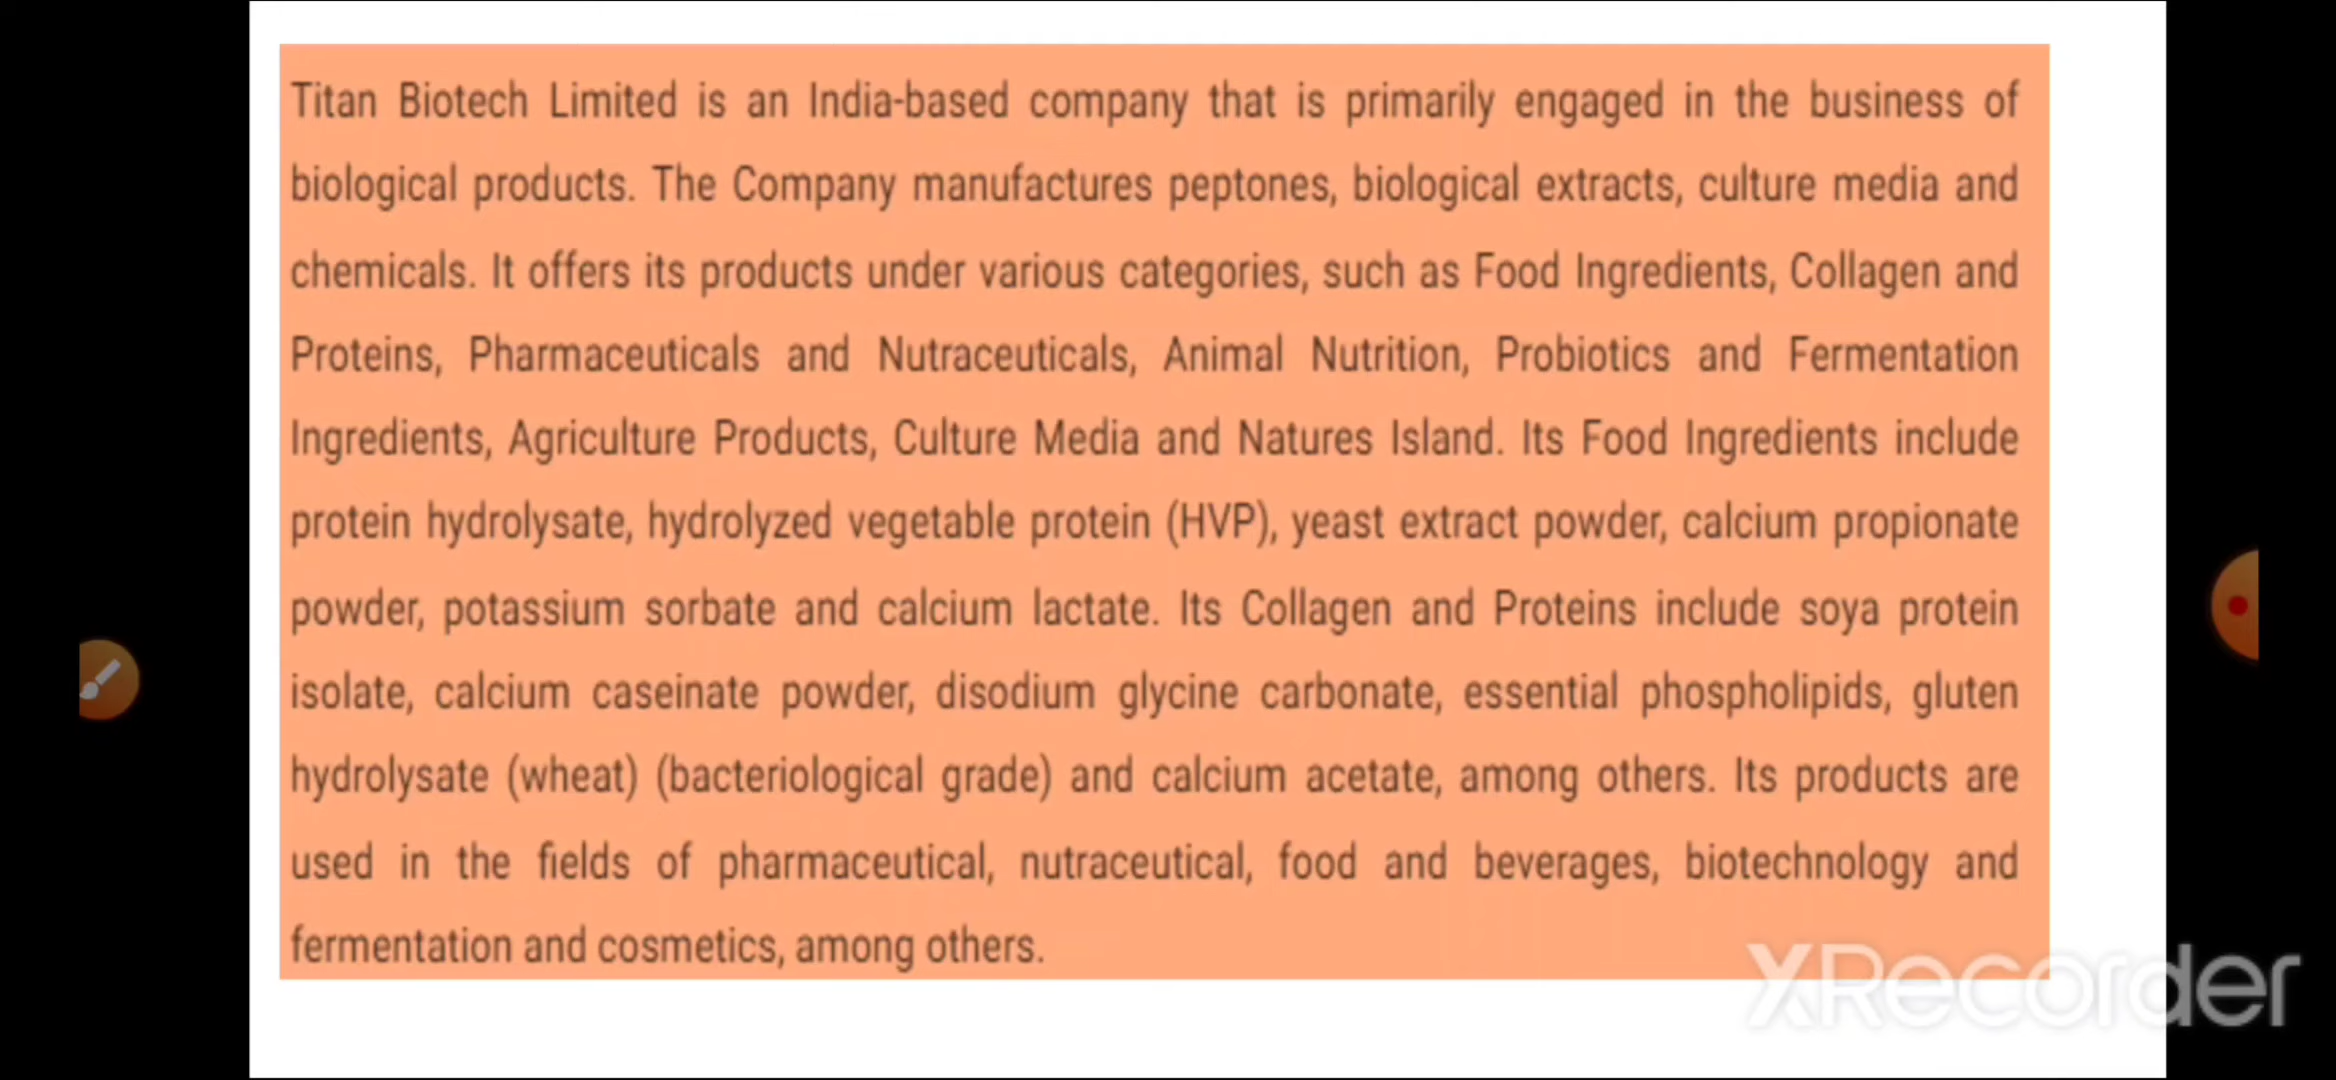 Titan Biotech Limited is an India-based company that is primarily engaged in the business of
biological products. The Company manufactures peptones, biological extracts, culture media and
chemicals. It offers its products under various categories, such as Food Ingredients, Collagen and
Proteins, Pharmaceuticals and Nutraceuticals, Animal Nutrition, Probiotics and Fermentation
Ingredients, Agriculture Products, Culture Media and Natures Island. Its Food Ingredients include
protein hydrolysate, hydrolyzed vegetable protein (HVP), yeast extract powder, calcium propionate
powder, potassium sorbate and calcium lactate. Its Collagen and Proteins include soya protein
isolate, calcium caseinate powder, disodium glycine carbonate, essential phospholipids, gluten
hydrolysate (wheat) (bacteriological grade) and calcium acetate, among others. Its products are
used in the fields of pharmaceutical, nutraceutical, food and beverages, biotechnology and
fermentation and cosmetics, among others.
XRecorder